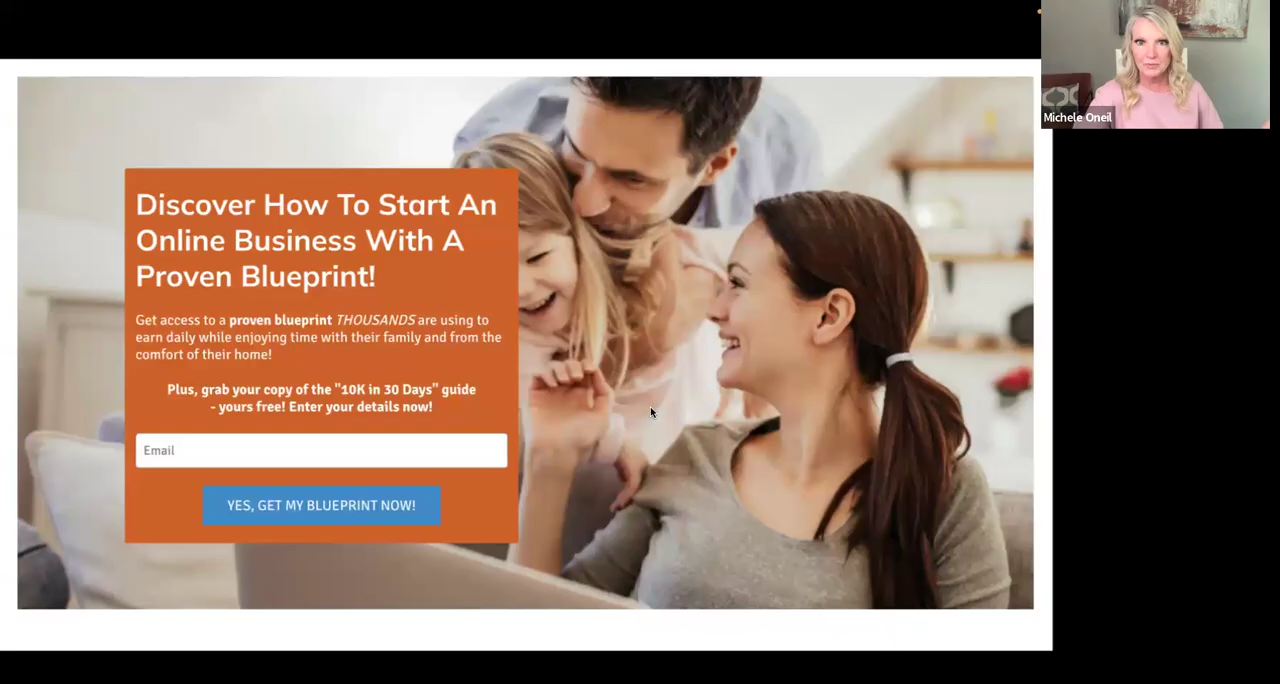 Michele Oneil
Discover How To Start An
Online Business With A
Proven Blueprint!
Get access to a proven blueprint THOUSANDS are using to
earn daily while enjoying time with their family and from the
comfort of their home!
Plus, grab your copy of the "10K in 30 Days" guide
- yours free! Enter your details now!
Email
YES, GET MY BLUEPRINT NOW!